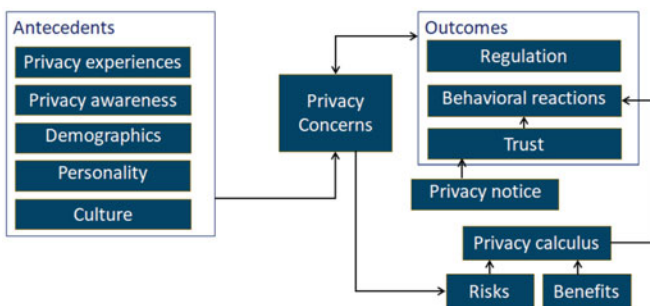 Antecedents
Privacy experiences
Privacy awareness
Demographics
Personality
Culture
Privacy
Concerns
Outcomes
Regulation
Behavioral reactions
Trust
Privacy notice
Privacy calculus
Risks
Benefits